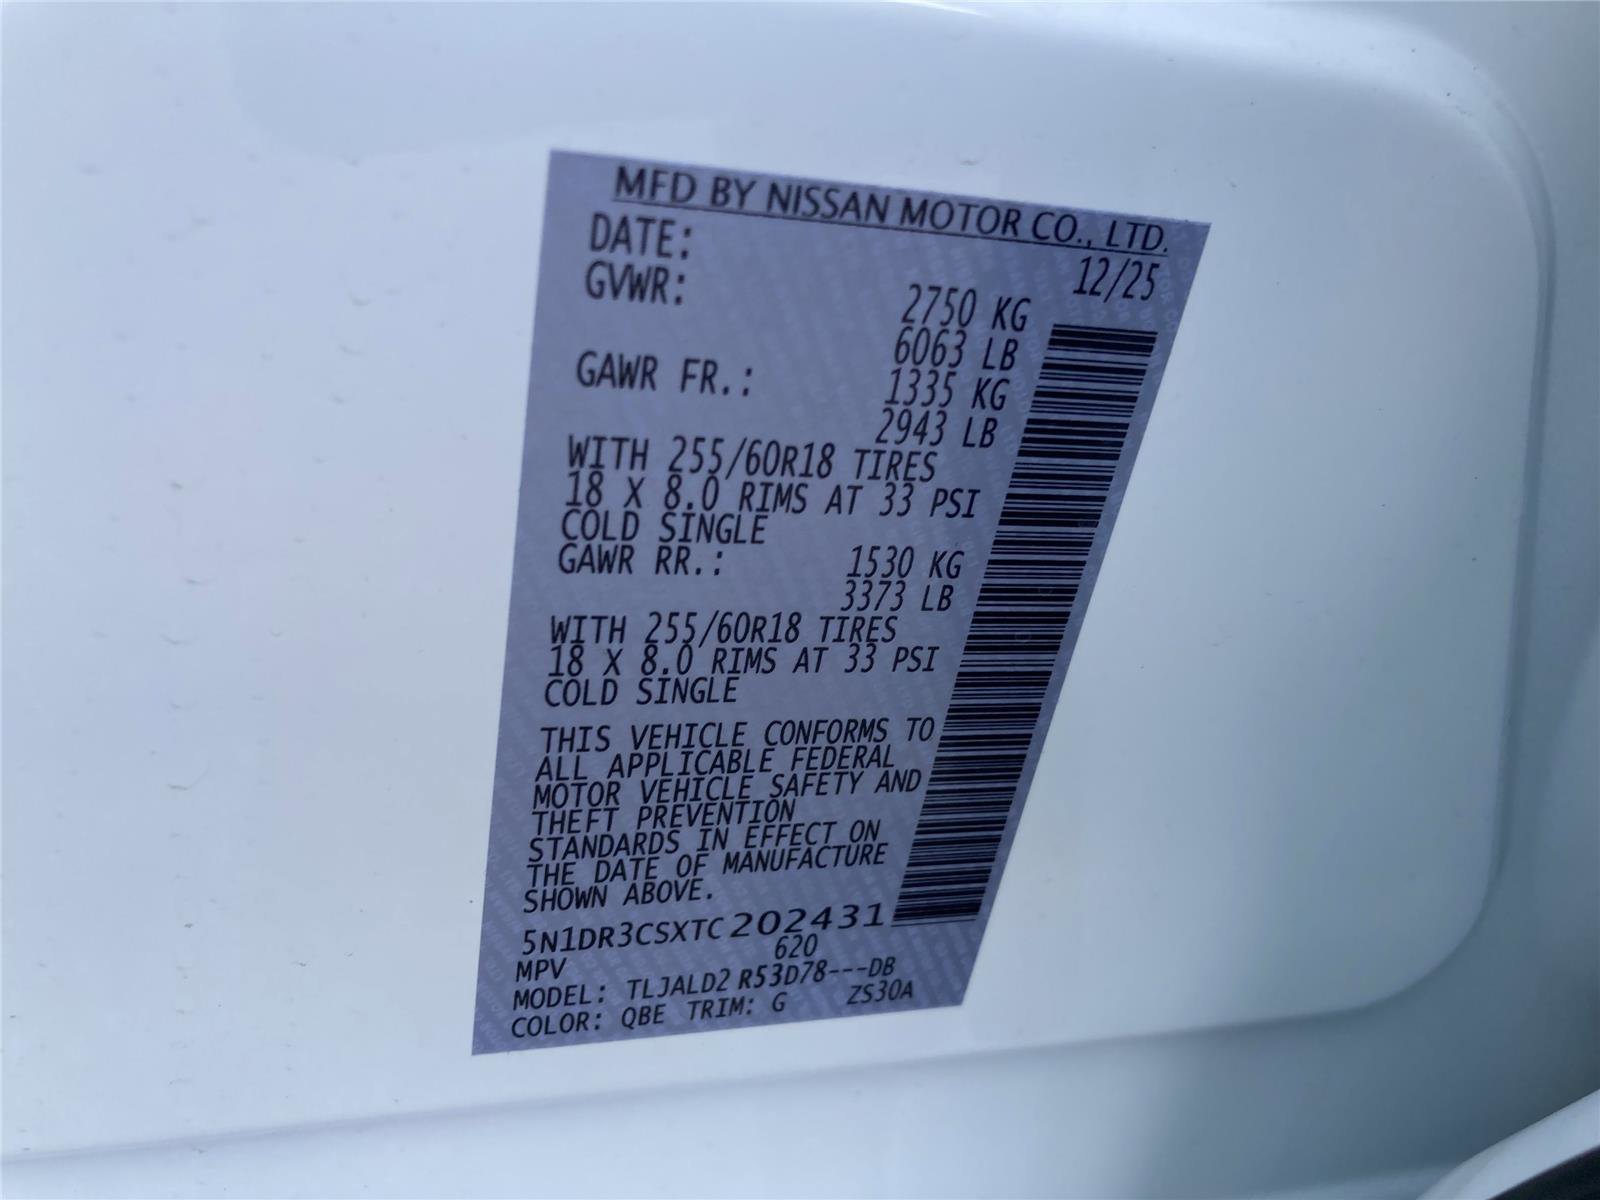 MFD BY NISSAN MOTOR CO., LTD.
DATE: 12/25
GVWR: 2750 KG
6063 LB
GAWR FR.: 1335 KG
2943 LB
WITH 255/60R18 TIRES
18 X 8.0 RIMS AT 33 PSI
COLD SINGLE
GAWR RR.: 1530 KG
3373 LB
WITH 255/60R18 TIRES
18 X 8.0 RIMS AT 33 PSI
COLD SINGLE
THIS VEHICLE CONFORMS TO
ALL APPLICABLE FEDERAL
MOTOR VEHICLE SAFETY AND
THEFT PREVENTION
STANDARDS IN EFFECT ON
THE DATE OF MANUFACTURE
SHOWN ABOVE.
5N1DR3CSXTC202431
MPV 620
MODEL: TLJALD2 R53D78---DB
COLOR: QBE TRIM: G ZS30A